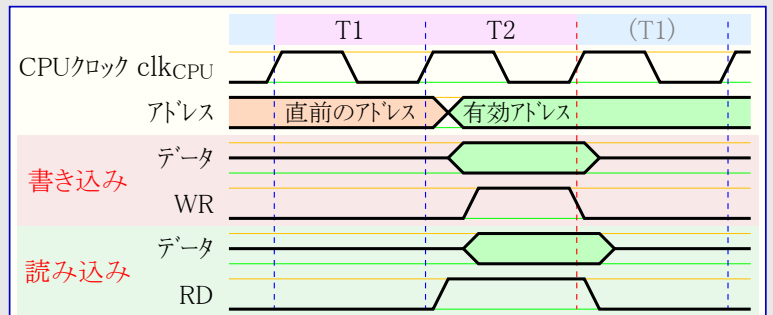 T1 T2 (T1)
CPUｸﾛｯｸ clkCPU
ｱﾄﾞﾚｽ 直前のｱﾄﾞﾚｽ 有効ｱﾄﾞﾚｽ
書き込み
ﾃﾞｰﾀ
WR
読み込み
ﾃﾞｰﾀ
RD